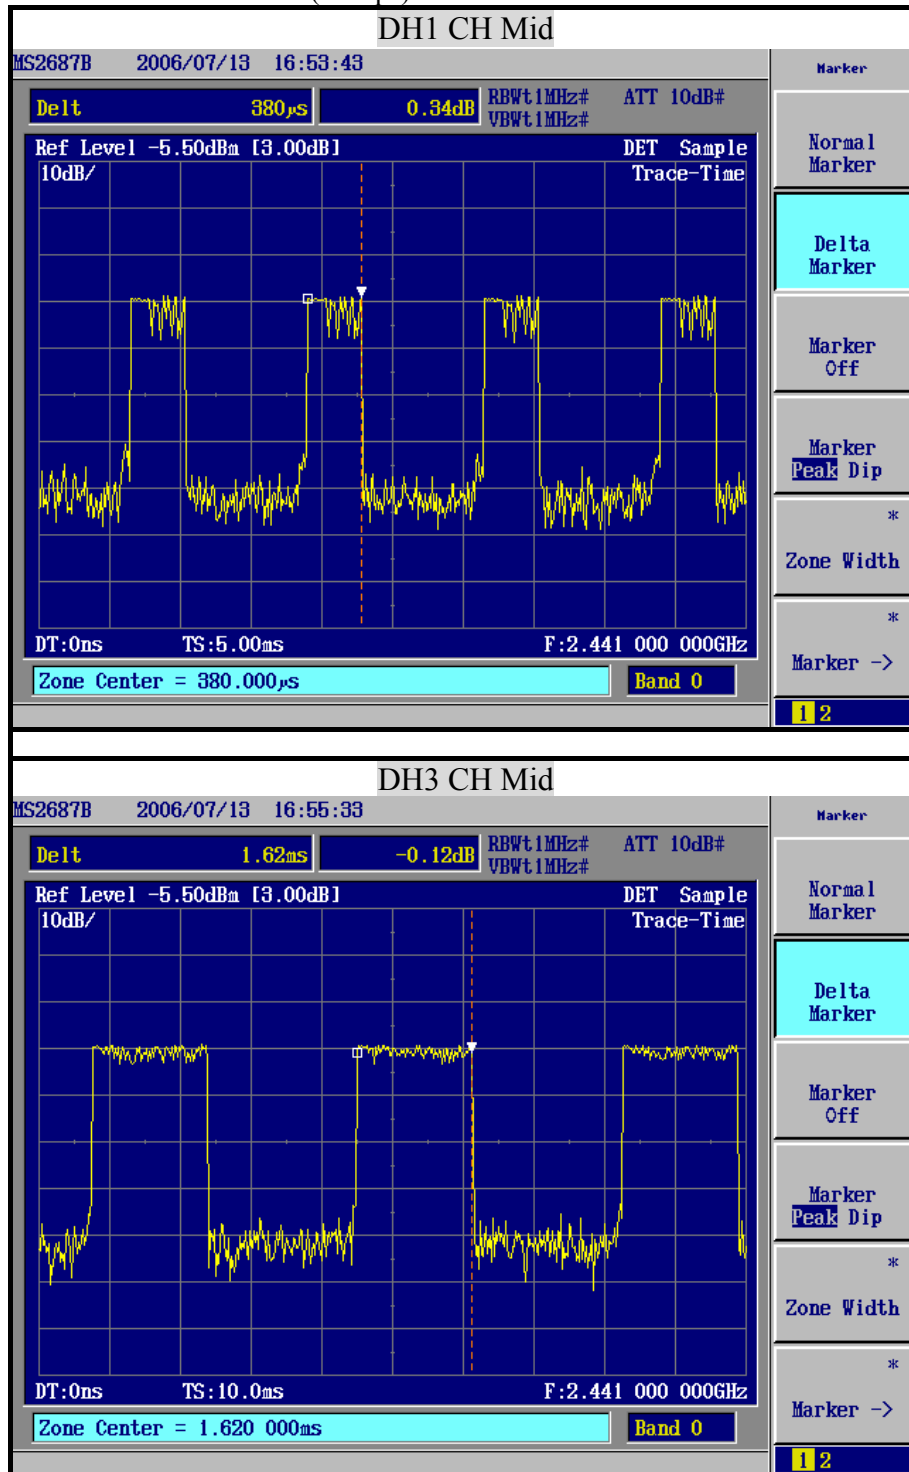 DH1 CH Mid
MS2687B 2006/07/13 16:53:43
Marker
Delt 380µs 0.34dB RBWt1MHz# ATT 10dB#
VBWt1MHz#
Ref Level -5.50dBm [3.00dB] DET Sample
10dB/ Trace-Time
Normal
Marker
Delta
Marker
Marker
Off
Marker
Peak Dip
*
Zone Width
*
Marker ->
DT:0ns TS:5.00ms F:2.441 000 000GHz
Zone Center = 380.000µs Band 0
1 2
DH3 CH Mid
MS2687B 2006/07/13 16:55:33
Marker
Delt 1.62ms -0.12dB RBWt1MHz# ATT 10dB#
VBWt1MHz#
Ref Level -5.50dBm [3.00dB] DET Sample
10dB/ Trace-Time
Normal
Marker
Delta
Marker
Marker
Off
Marker
Peak Dip
*
Zone Width
*
Marker ->
DT:0ns TS:10.0ms F:2.441 000 000GHz
Zone Center = 1.620 000ms Band 0
1 2